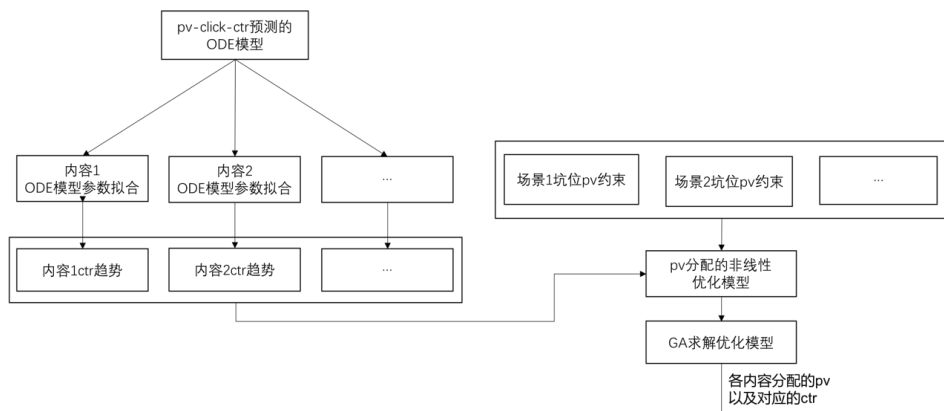 pv-click-ctr预测的
ODE模型
内容1
ODE模型参数拟合
内容2
ODE模型参数拟合
...
场景1坑位pv约束
场景2坑位pv约束
...
内容1ctr趋势
内容2ctr趋势
...
pv分配的非线性
优化模型
GA求解优化模型
各内容分配的pv
以及对应的ctr